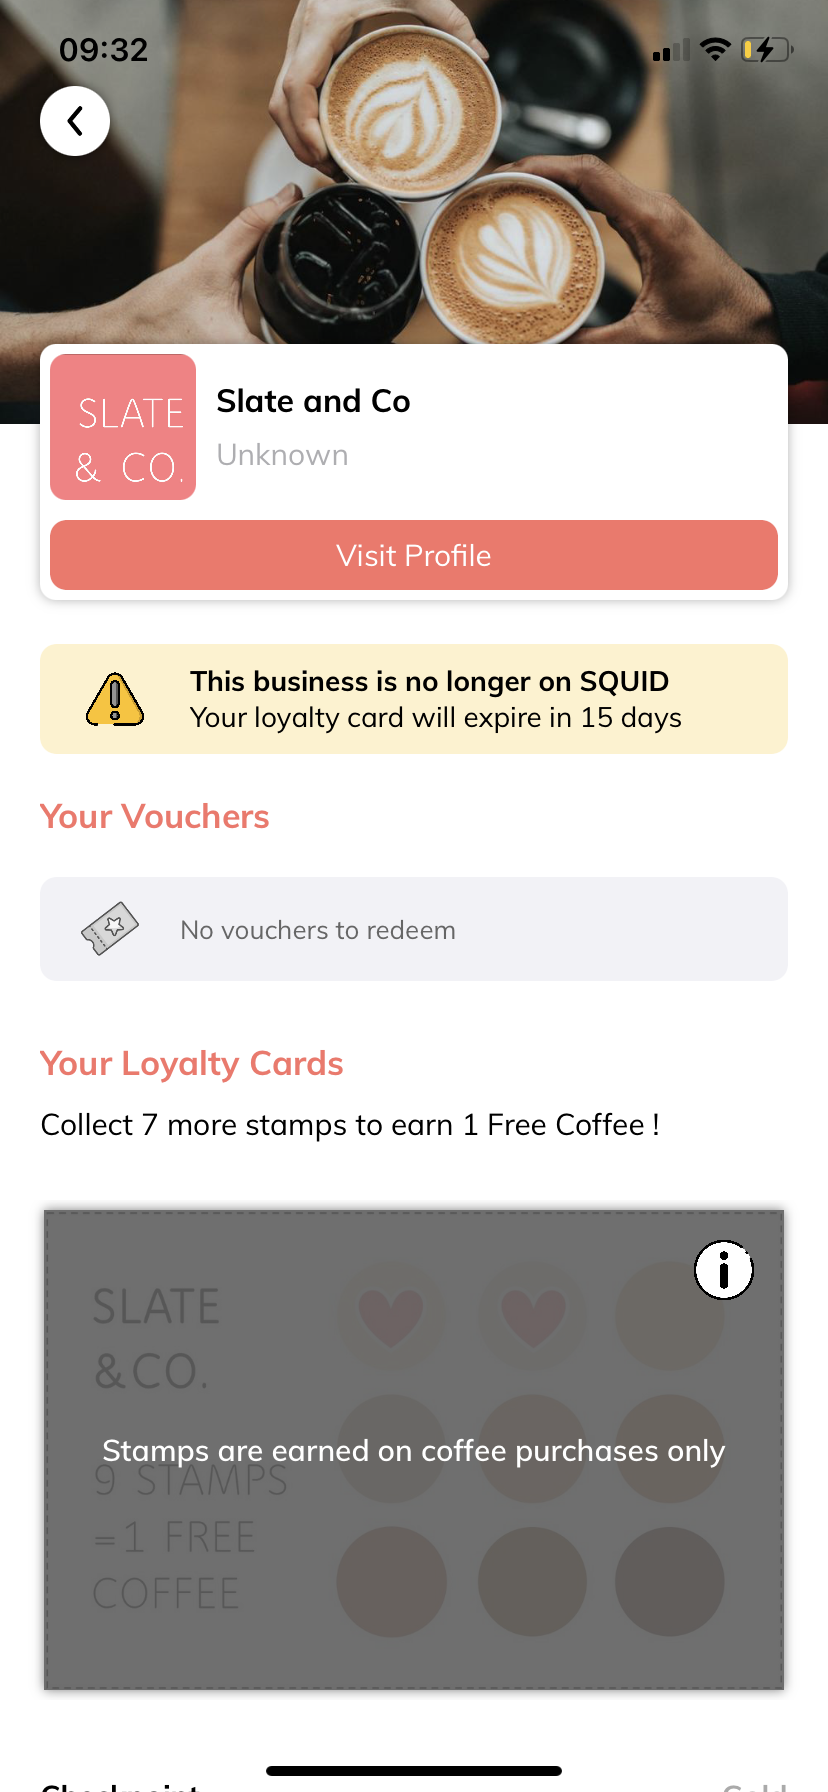 09:32
SLATE
& CO.
Slate and Co
Unknown
Visit Profile
This business is no longer on SQUID
Your loyalty card will expire in 15 days
Your Vouchers
No vouchers to redeem
Your Loyalty Cards
Collect 7 more stamps to earn 1 Free Coffee !
SLATE
&CO.
Stamps are earned on coffee purchases only
9 STAMPS
=1 FREE
COFFEE
Checkpoint